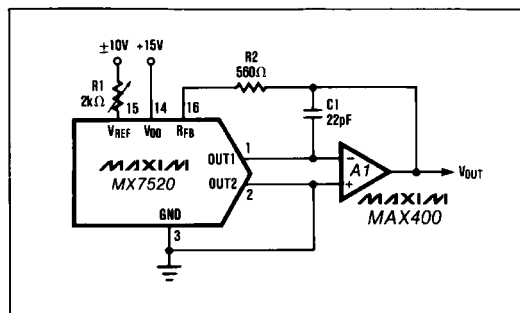 ±10V +15V
R1
2kΩ
15 14 16
R2
560Ω
C1
22pF
VREF VDD RFB
OUT1 1
MAXIM
MX7520
OUT2 2
GND
3
− A1
+
VOUT
MAXIM
MAX400